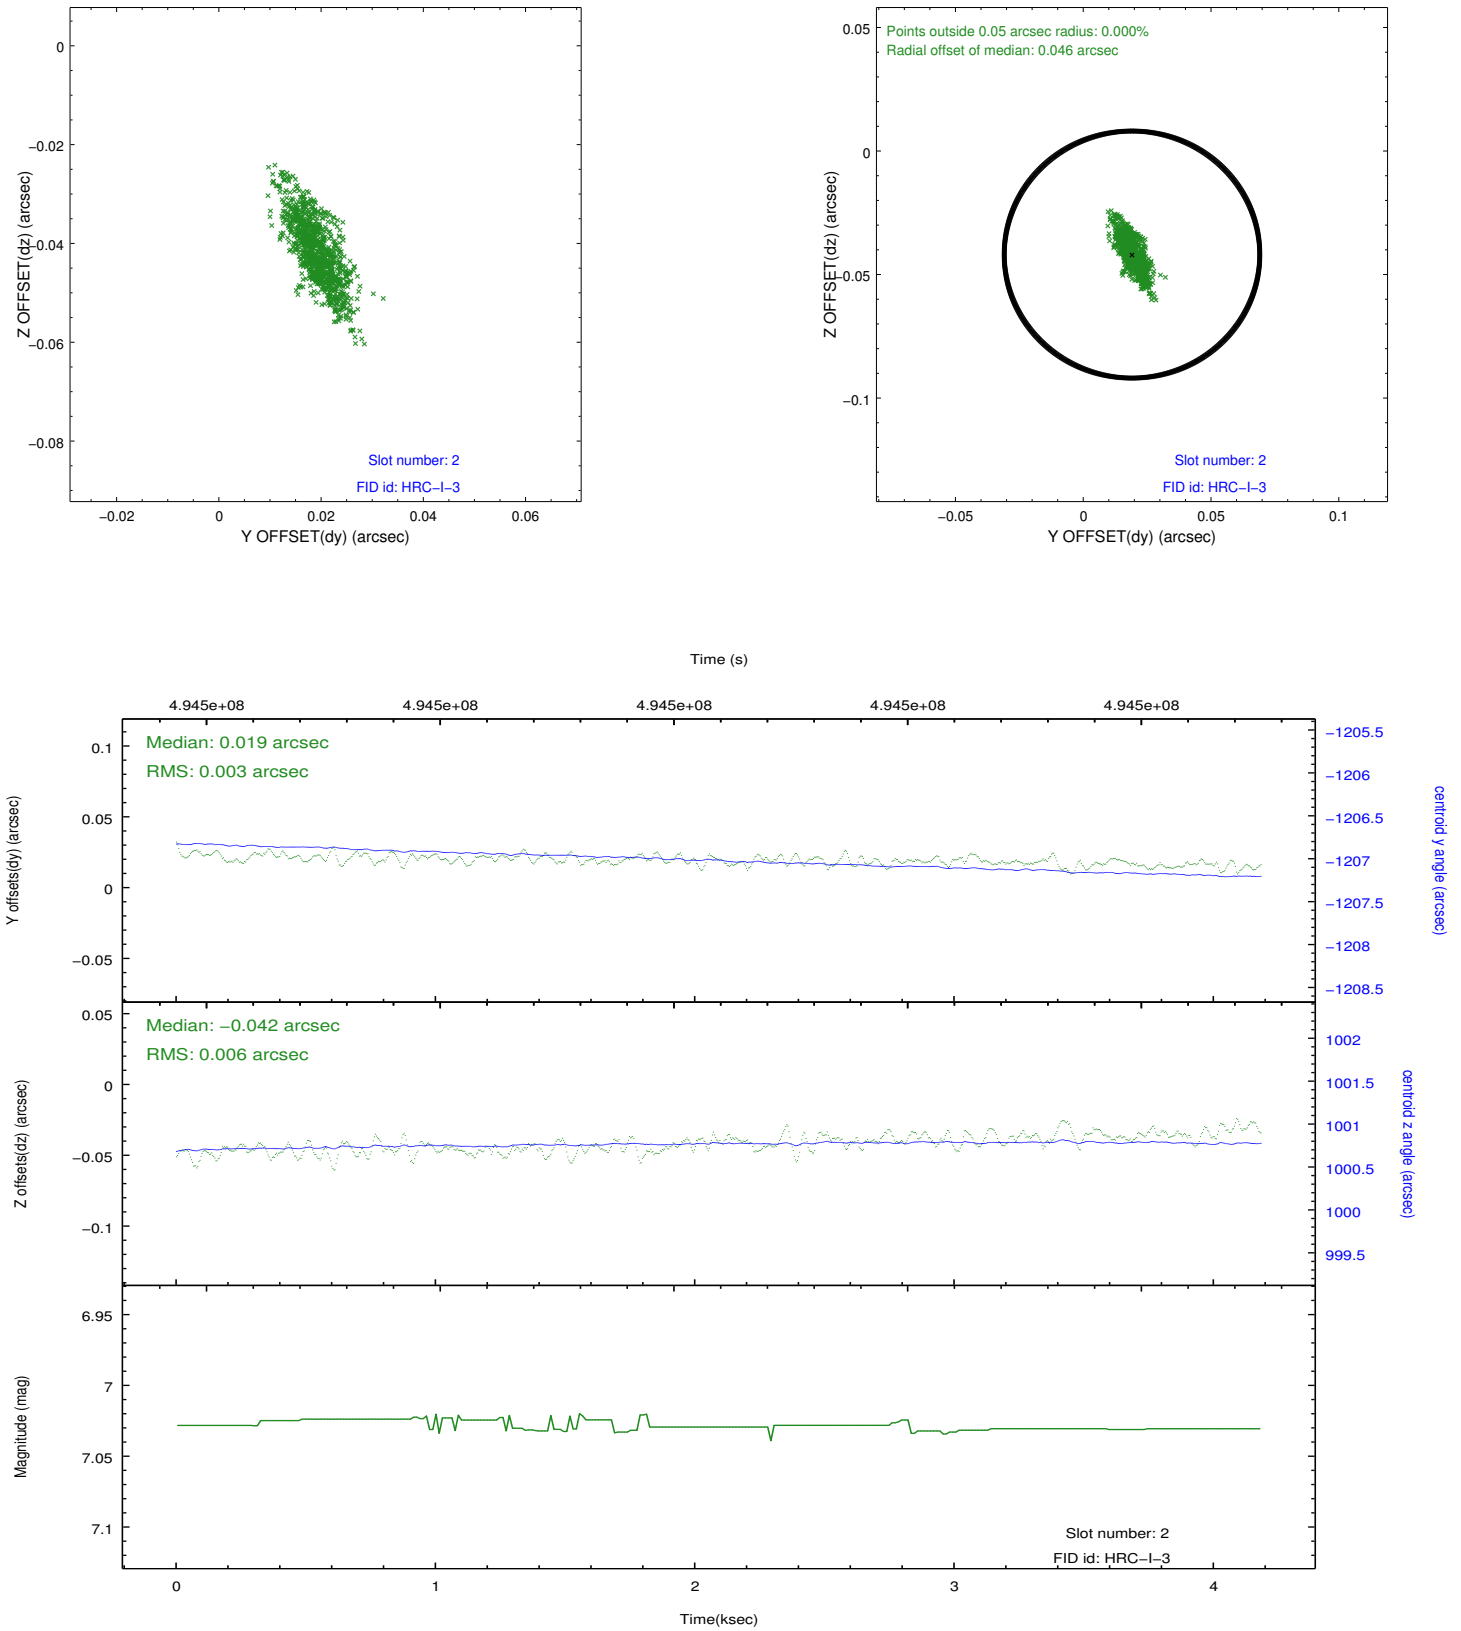 0
−0.02
−0.04
−0.06
−0.08
Z OFFSET(dz) (arcsec)
Slot number: 2
FID id: HRC−I−3
−0.02
0
0.02
0.04
0.06
Y OFFSET(dy) (arcsec)
Points outside 0.05 arcsec radius: 0.000%
Radial offset of median: 0.046 arcsec
0.05
0
−0.05
−0.1
Z OFFSET(dz) (arcsec)
Slot number: 2
FID id: HRC−I−3
−0.05
0
0.05
0.1
Y OFFSET(dy) (arcsec)
Time (s)
4.945e+08
4.945e+08
4.945e+08
4.945e+08
4.945e+08
Median: 0.019 arcsec
RMS: 0.003 arcsec
0.1
0.05
0
−0.05
Y offsets(dy) (arcsec)
−1205.5
−1206
−1206.5
−1207
−1207.5
−1208
−1208.5
centroid y angle (arcsec)
Median: −0.042 arcsec
RMS: 0.006 arcsec
0.05
0
−0.05
−0.1
Z offsets(dz) (arcsec)
1002
1001.5
1001
1000.5
1000
999.5
centroid z angle (arcsec)
6.95
7
7.05
7.1
Magnitude (mag)
Slot number: 2
FID id: HRC−I−3
0
1
2
3
4
Time(ksec)